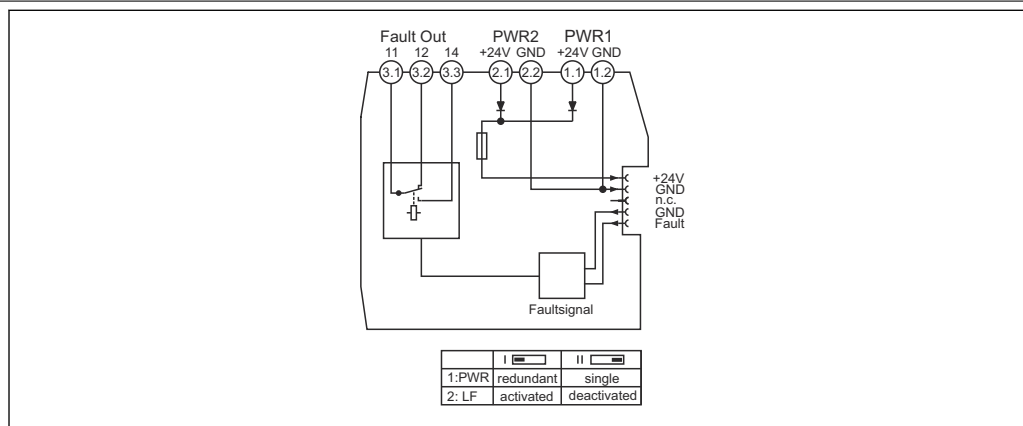 Fault Out PWR2 PWR1
11 12 14 +24V GND +24V GND
3.1 3.2 3.3 2.1 2.2 1.1 1.2
+24V
GND
n.c.
GND
Fault
Faultsignal
I II
1:PWR redundant single
2: LF activated deactivated